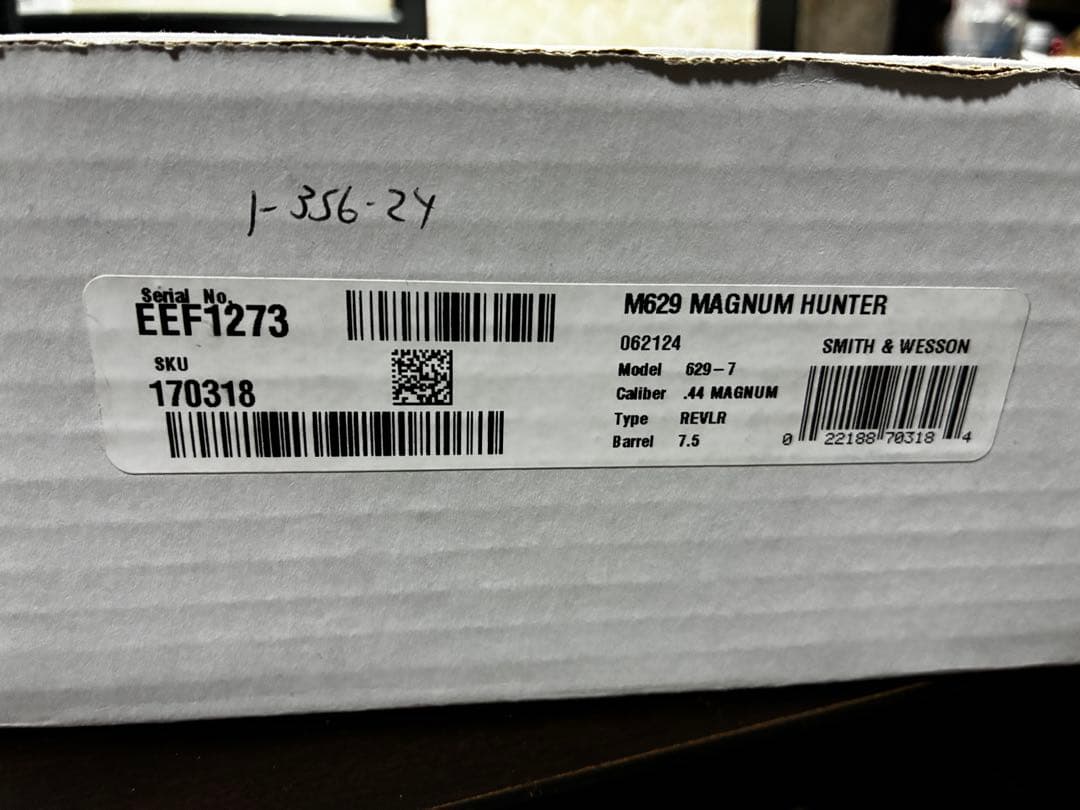 1-356-24
Serial No.
EEF1273
SKU
170318
M629 MAGNUM HUNTER
062124
SMITH & WESSON
Model 629-7
Caliber .44 MAGNUM
Type REVLR
Barrel 7.5
0 22188 70318 4